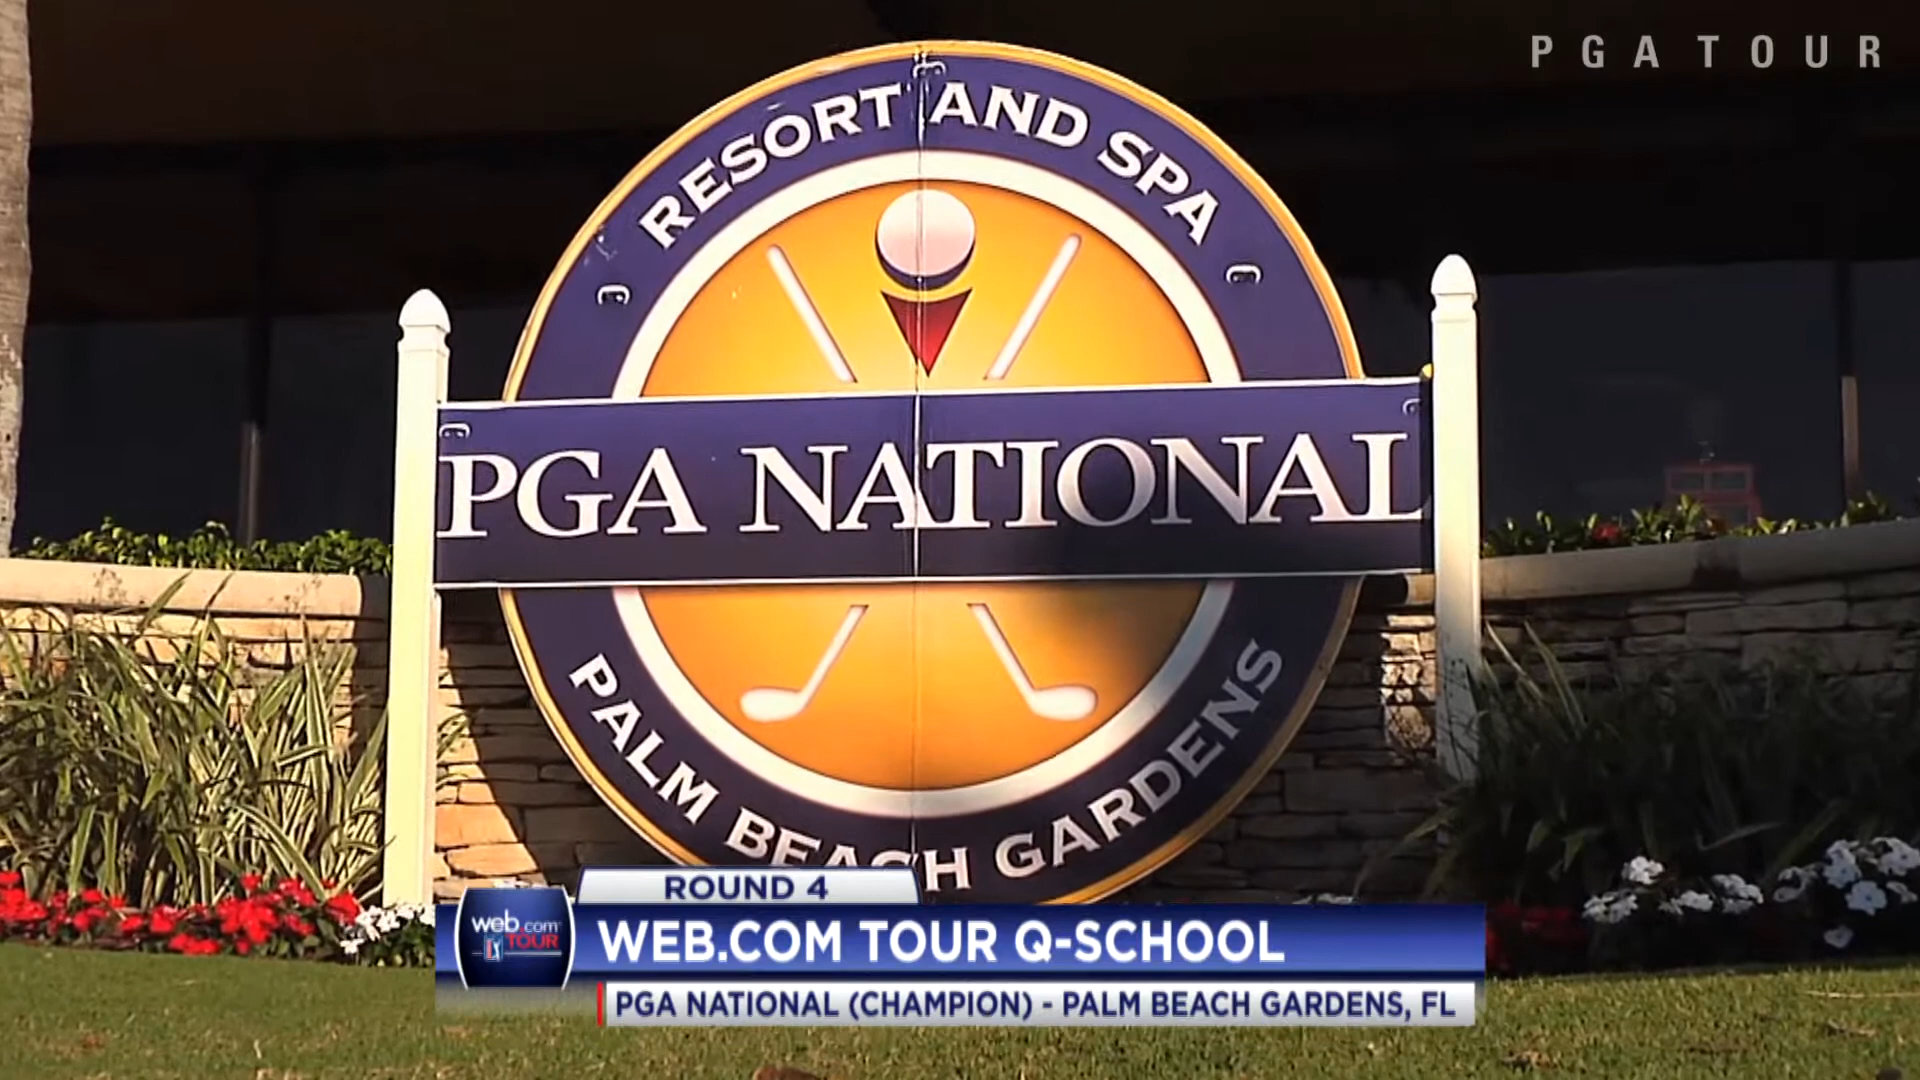 PGA TOUR
RESORT AND SPA
PGA NATIONAL
PALM BEACH GARDENS
ROUND 4
web.com
TOUR
WEB.COM TOUR Q-SCHOOL
PGA NATIONAL (CHAMPION) - PALM BEACH GARDENS, FL